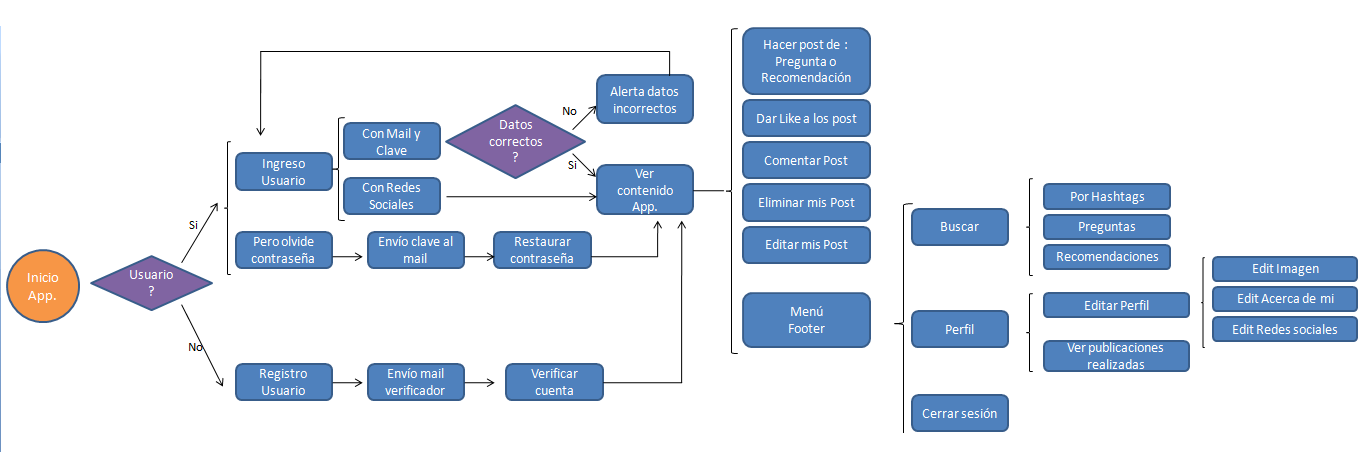 Inicio
App.
Usuario
?
Si
No
Ingreso
Usuario
Con Mail y
Clave
Con Redes
Sociales
Datos
correctos
?
No
Si
Alerta datos
incorrectos
Ver
contenido
App.
Pero olvide
contraseña
Envío clave al
mail
Restaurar
contraseña
Registro
Usuario
Envío mail
verificador
Verificar
cuenta
Hacer post de :
Pregunta o
Recomendación
Dar Like a los post
Comentar Post
Eliminar mis Post
Editar mis Post
Menú
Footer
Buscar
Por Hashtags
Preguntas
Recomendaciones
Perfil
Editar Perfil
Ver publicaciones
realizadas
Edit Imagen
Edit Acerca de mi
Edit Redes sociales
Cerrar sesión